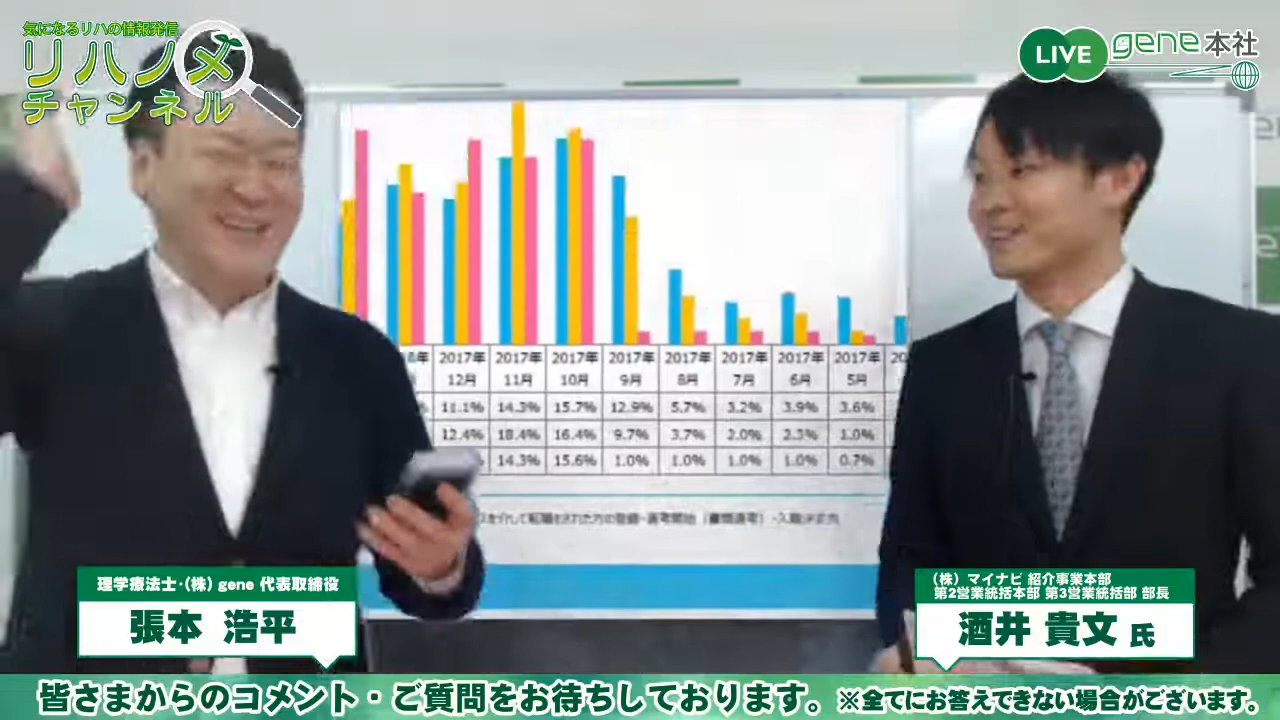 気になるリハの情報発信
リハノメ
チャンネル
LIVE
gene本社
2017年 2017年 2017年 2017年 2017年 2017年 2017年 2017年
12月 11月 10月 9月 8月 7月 6月 5月
11.1% 14.3% 15.7% 12.9% 5.7% 3.2% 3.9% 3.6%
12.4% 18.4% 16.4% 9.7% 3.7% 2.0% 2.3% 1.0%
14.3% 15.6% 1.0% 1.0% 1.0% 1.0% 0.7%
理学療法士・(株) gene 代表取締役
張本 浩平
(株) マイナビ 紹介事業本部
第2営業統括本部 第3営業統括部 部長
酒井 貴文 氏
皆さまからのコメント・ご質問をお待ちしております。※全てにお答えできない場合がございます。